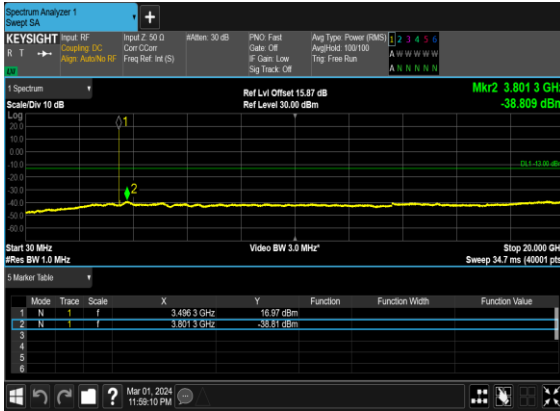 Spectrum Analyzer 1
Swept SA
+
KEYSIGHT Input: RF Input Z: 50 Ω #Atten: 30 dB PNO: Fast Avg Type: Power (RMS) 1 2 3 4 5 6
R T Coupling: DC Corr CCorr Gate: Off Avg|Hold: 100/100 A W W W W W
Align: Auto/No RF Freq Ref: Int (S) IF Gain: Low Trig: Free Run
Sig Track: Off A N N N N N
1 Spectrum Ref Lvl Offset 15.87 dB Mkr2 3.801 3 GHz
Scale/Div 10 dB Ref Level 30.00 dBm -38.809 dBm
Log
20.0
10.0
0.00
-10.0
-20.0
-30.0
-40.0
-50.0
-60.0
1
2
DL1 -13.00 dBm
Start 30 MHz Video BW 3.0 MHz* Stop 20.000 GHz
#Res BW 1.0 MHz Sweep 34.7 ms (40001 pts)
5 Marker Table
Mode Trace Scale X Y Function Function Width Function Value
1 N 1 f 3.496 3 GHz 16.97 dBm
2 N 1 f 3.801 3 GHz -38.81 dBm
3
4
5
6
? Mar 01, 2024
11:59:10 PM